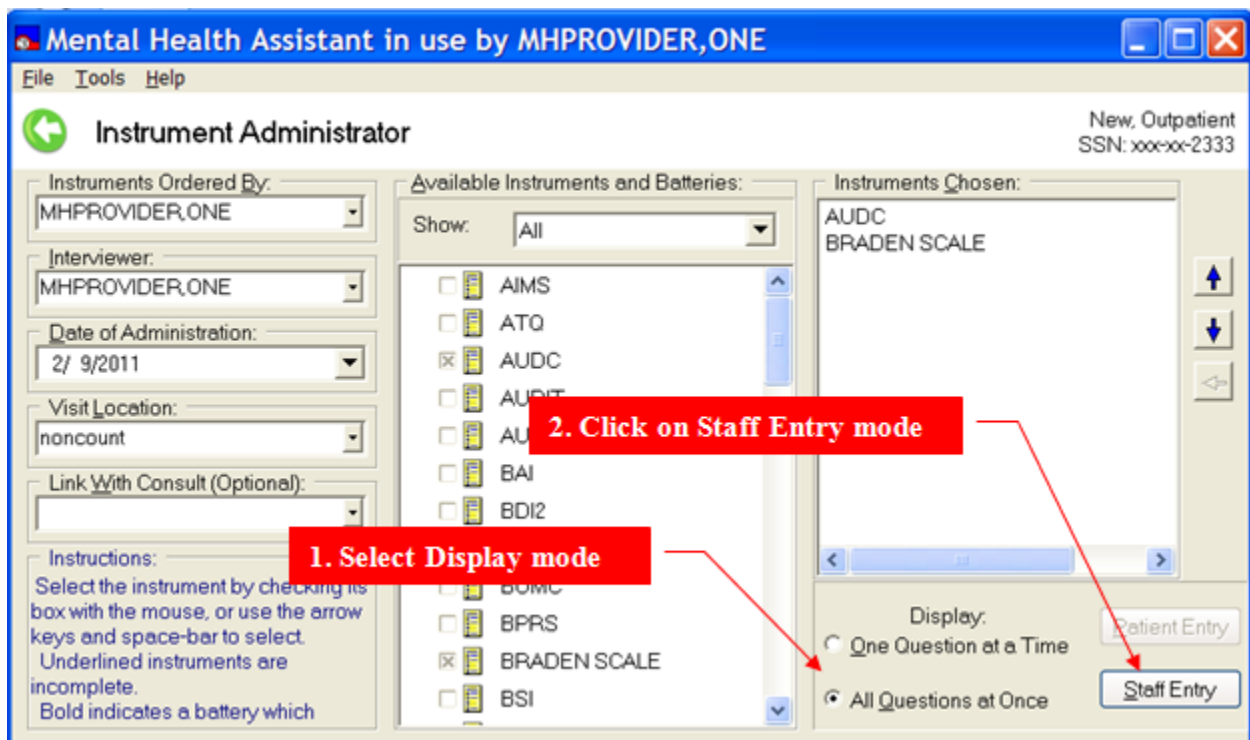 Mental Health Assistant in use by MHPROVIDER,ONE
File Tools Help
Instrument Administrator
New, Outpatient
SSN: xxx-xx-2333
Instruments Ordered By:
MHPROVIDER,ONE
Interviewer:
MHPROVIDER,ONE
Date of Administration:
2/ 9/2011
Visit Location:
noncount
Link With Consult (Optional):
Instructions:
Select the instrument by checking its
box with the mouse, or use the arrow
keys and space-bar to select.
Underlined instruments are
incomplete.
Bold indicates a battery which
Available Instruments and Batteries:
Show: All
AIMS
ATQ
AUDC
AUDIT
AU
BAI
BDI2
BOMC
BPRS
BRADEN SCALE
BSI
Instruments Chosen:
AUDC
BRADEN SCALE
2. Click on Staff Entry mode
1. Select Display mode
Display:
One Question at a Time
All Questions at Once
Patient Entry
Staff Entry